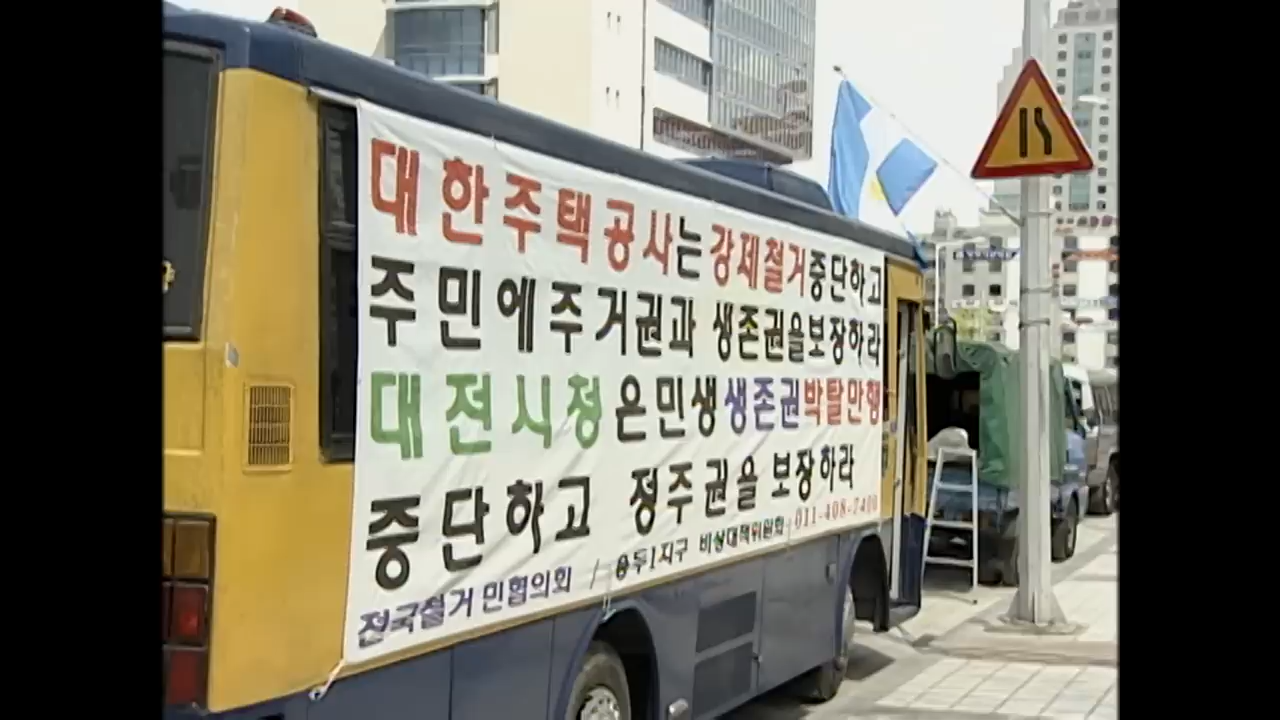 대한주택공사는 강제철거중단하고
주민에주거권과 생존권을보장하라
대전시청은민생생존권박탈만행
중단하고 정주권을 보장하라
전국철거민협의회 / 용두1지구 비상대책위원회 011-408-7400